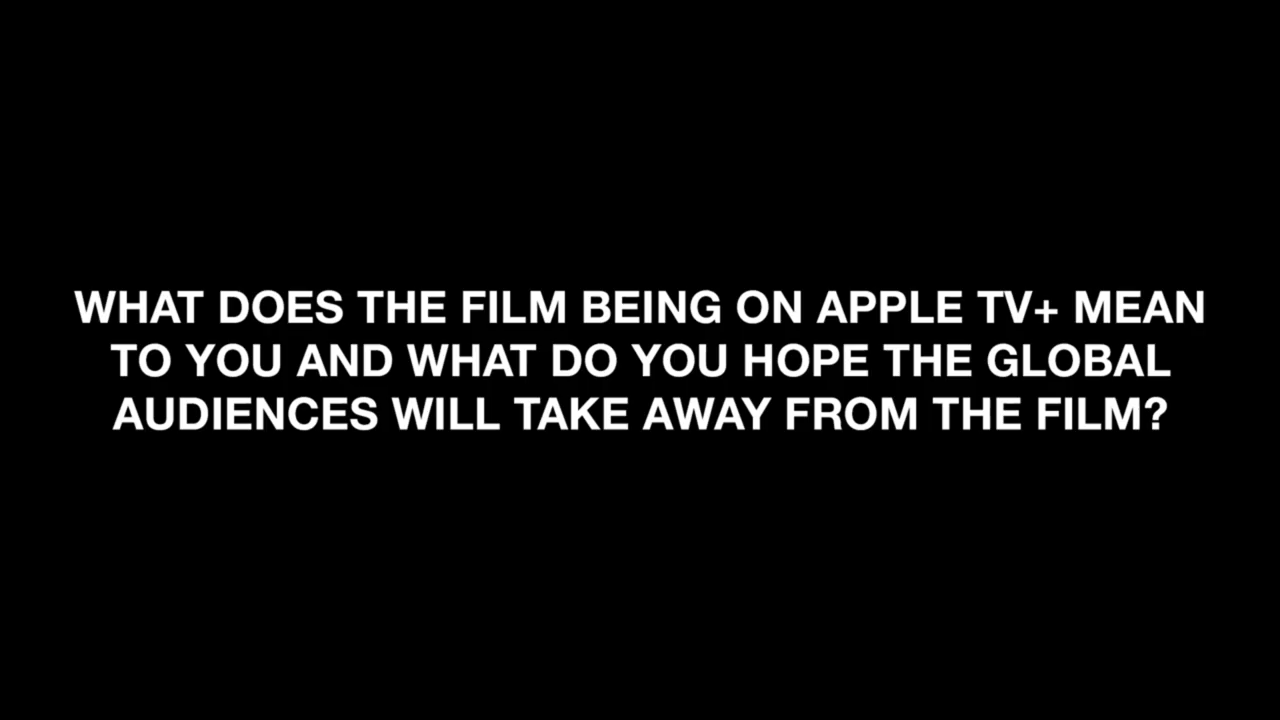 WHAT DOES THE FILM BEING ON APPLE TV+ MEAN
TO YOU AND WHAT DO YOU HOPE THE GLOBAL
AUDIENCES WILL TAKE AWAY FROM THE FILM?